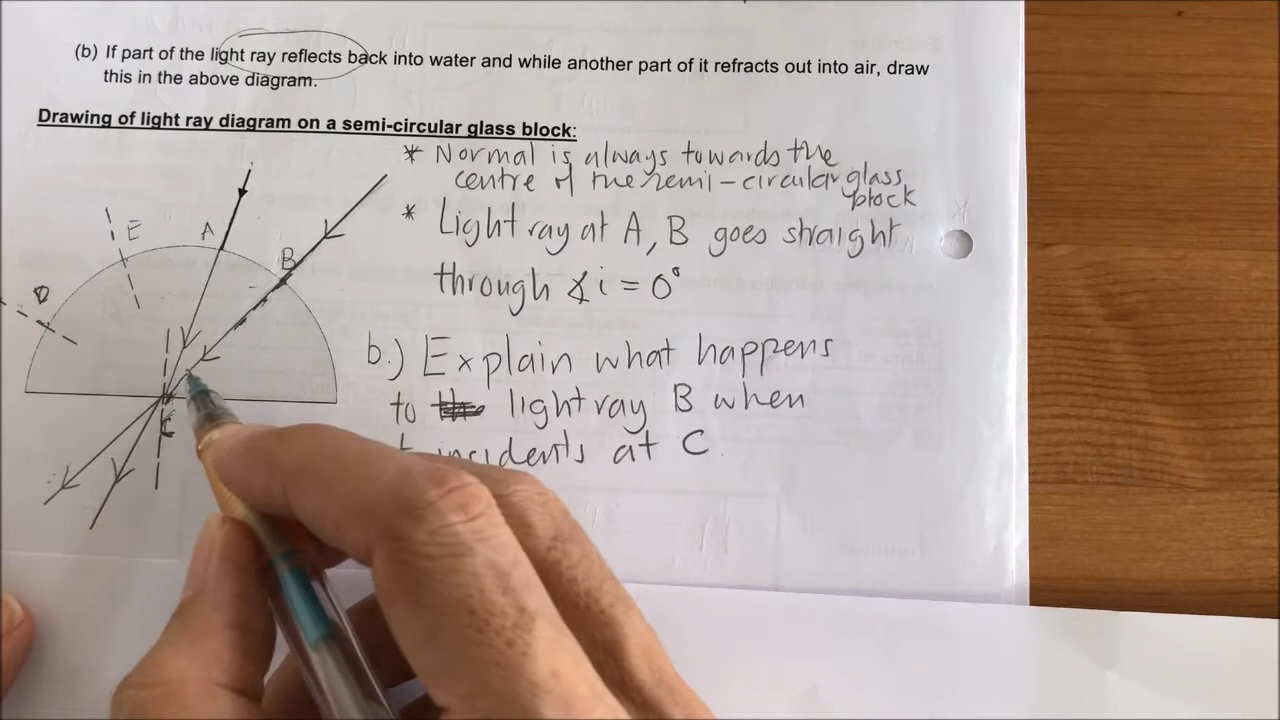 (b) If part of the light ray reflects back into water and while another part of it refracts out into air, draw
this in the above diagram.
Drawing of light ray diagram on a semi-circular glass block:
* Normal is always towards the
centre of the semi-circular glass
block
* Light ray at A, B goes straight
through ∡i = 0°
b.) Explain what happens
to light ray B when
incidents at C.
E
A
B
D
C